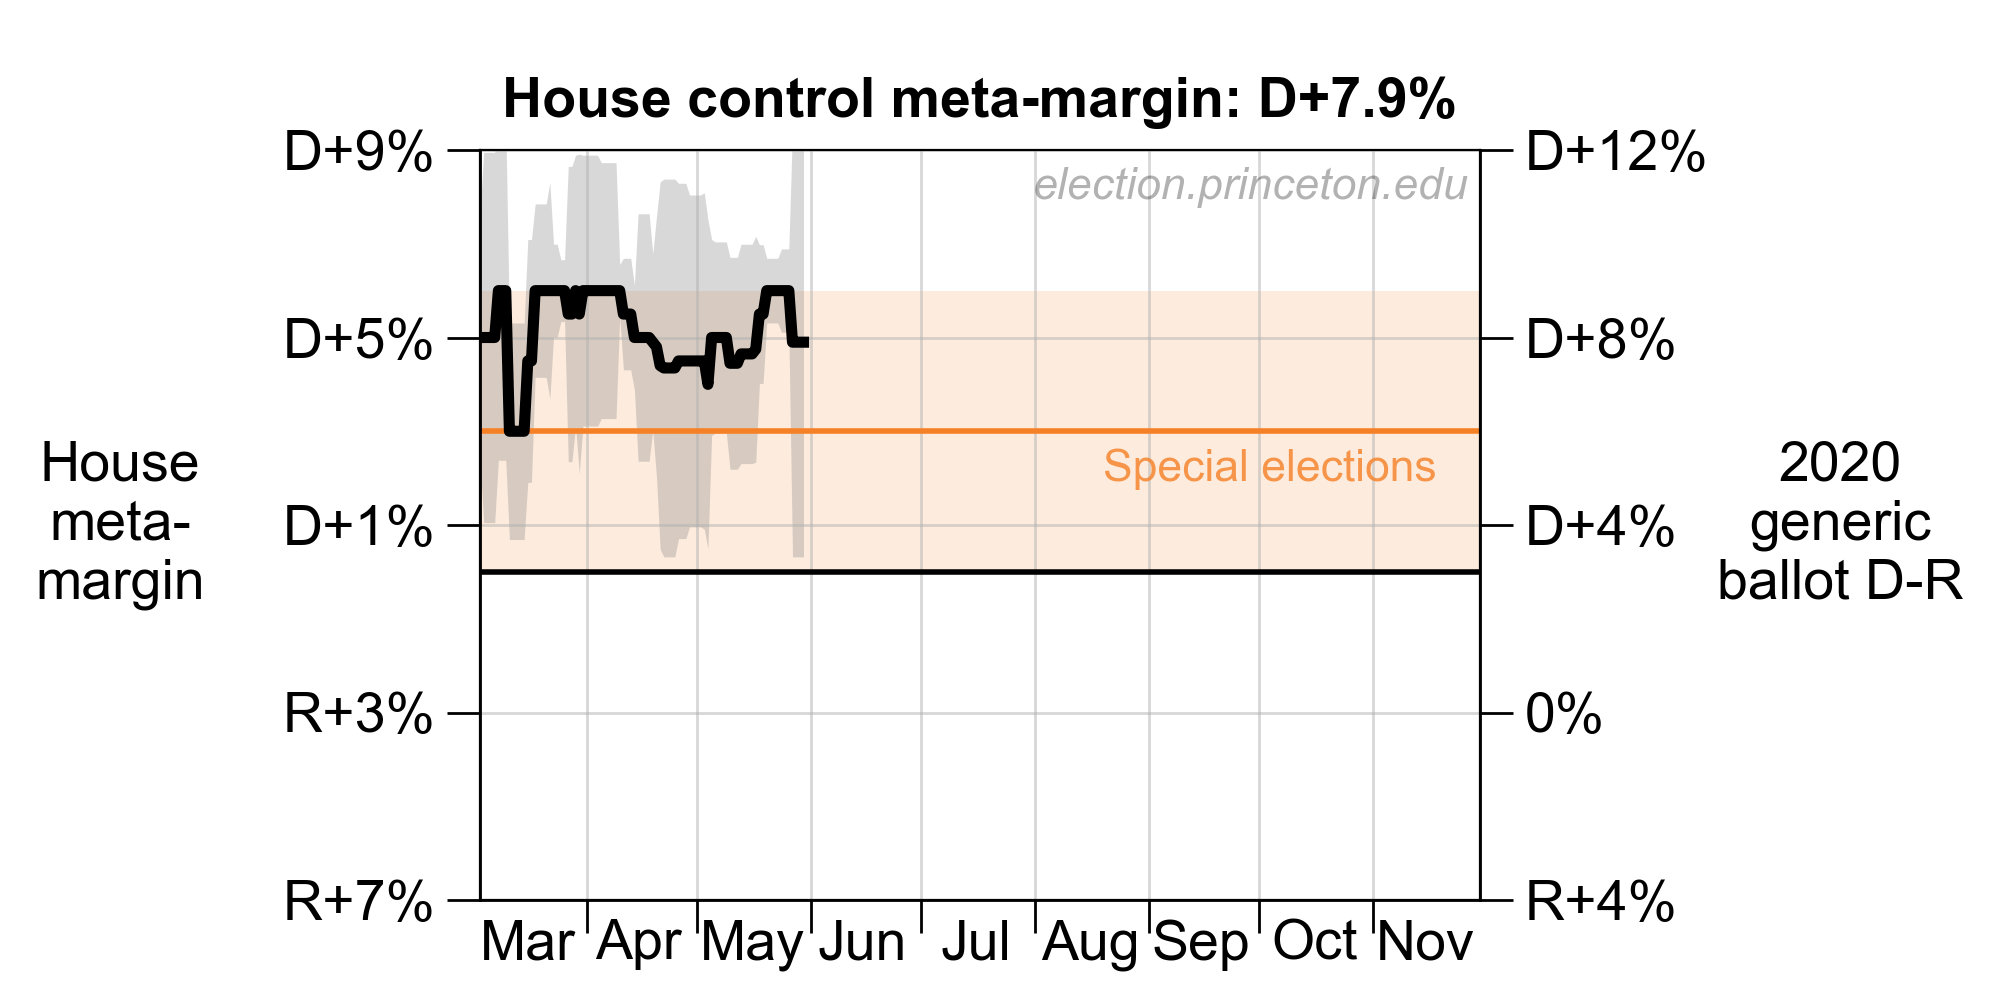 House control meta-margin: D+7.9%
D+9%
D+5%
D+1%
R+3%
R+7%
House
meta-
margin
election.princeton.edu
Special elections
D+12%
D+8%
D+4%
0%
R+4%
2020
generic
ballot D-R
Mar Apr May Jun Jul Aug Sep Oct Nov